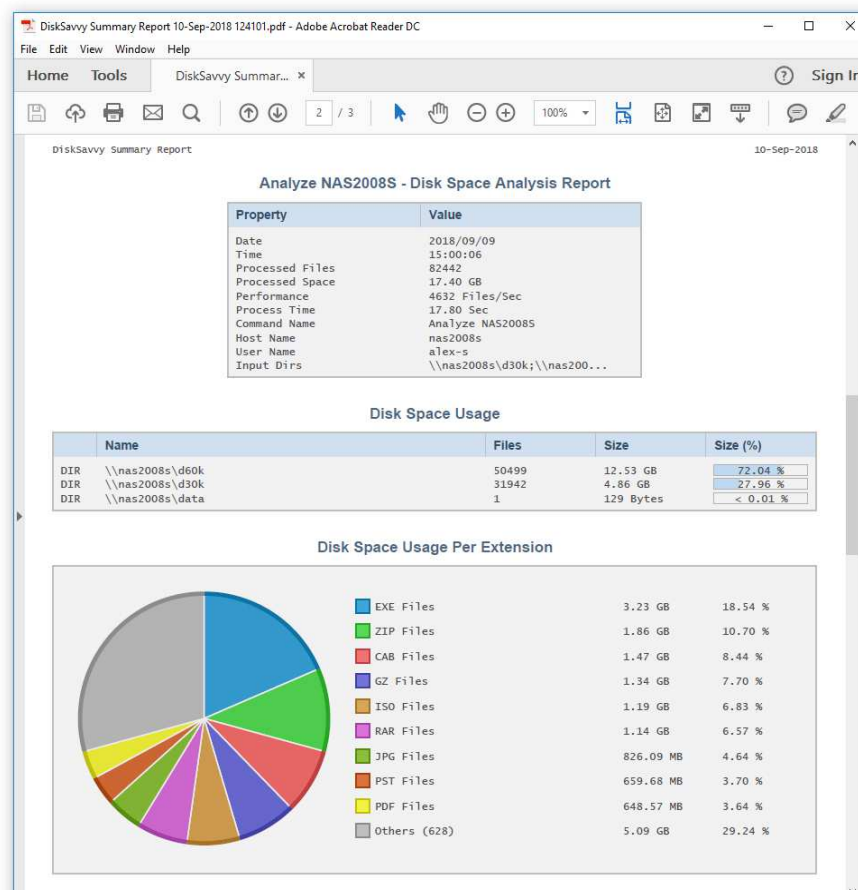 DiskSavvy Summary Report 10-Sep-2018 124101.pdf - Adobe Acrobat Reader DC
File Edit View Window Help
Home Tools DiskSavvy Summar... × ? Sign In
2 / 3 100%
DiskSavvy Summary Report 10-Sep-2018
Analyze NAS2008S - Disk Space Analysis Report
Property Value
Date 2018/09/09
Time 15:00:06
Processed Files 82442
Processed Space 17.40 GB
Performance 4632 Files/Sec
Process Time 17.80 Sec
Command Name Analyze NAS2008S
Host Name nas2008s
User Name alex-s
Input Dirs \\nas2008s\d30k;\\nas200...
Disk Space Usage
Name Files Size Size (%)
DIR \\nas2008s\d60k 50499 12.53 GB 72.04 %
DIR \\nas2008s\d30k 31942 4.86 GB 27.96 %
DIR \\nas2008s\data 1 129 Bytes < 0.01 %
Disk Space Usage Per Extension
EXE Files 3.23 GB 18.54 %
ZIP Files 1.86 GB 10.70 %
CAB Files 1.47 GB 8.44 %
GZ Files 1.34 GB 7.70 %
ISO Files 1.19 GB 6.83 %
RAR Files 1.14 GB 6.57 %
JPG Files 826.09 MB 4.64 %
PST Files 659.68 MB 3.70 %
PDF Files 648.57 MB 3.64 %
Others (628) 5.09 GB 29.24 %